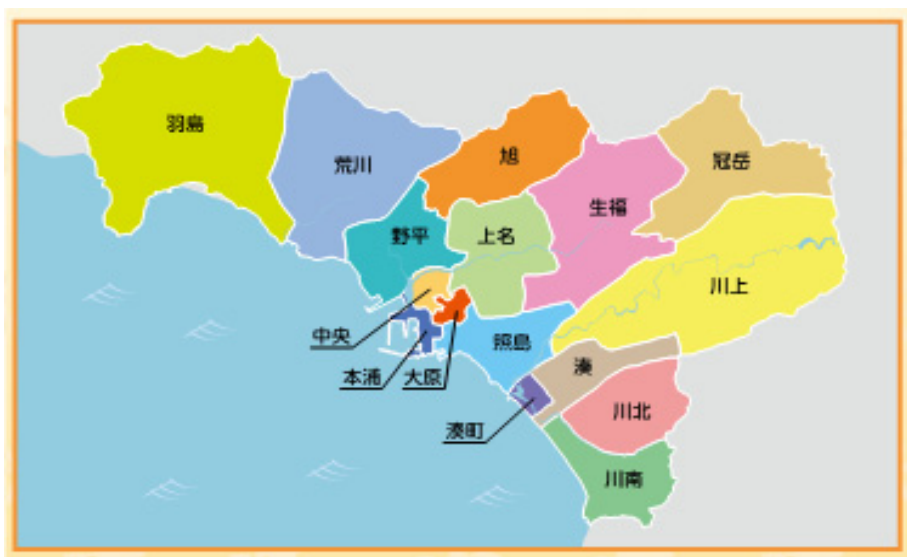 羽島
荒川
旭
冠岳
生福
野平
上名
川上
中央
照島
本浦
大原
湊
川北
湊町
川南